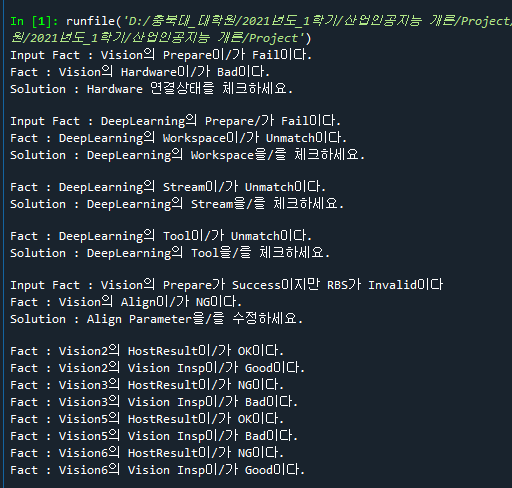 In [1]: runfile('D:/충북대_대학원/2021년도_1학기/산업인공지능 개론/Project/
원/2021년도_1학기/산업인공지능 개론/Project')
Input Fact : Vision의 Prepare이/가 Fail이다.
Fact : Vision의 Hardware이/가 Bad이다.
Solution : Hardware 연결상태를 체크하세요.
Input Fact : DeepLearning의 Prepare/가 Fail이다.
Fact : DeepLearning의 Workspace이/가 Unmatch이다.
Solution : DeepLearning의 Workspace을/를 체크하세요.
Fact : DeepLearning의 Stream이/가 Unmatch이다.
Solution : DeepLearning의 Stream을/를 체크하세요.
Fact : DeepLearning의 Tool이/가 Unmatch이다.
Solution : DeepLearning의 Tool을/를 체크하세요.
Input Fact : Vision의 Prepare가 Success이지만 RBS가 Invalid이다
Fact : Vision의 Align이/가 NG이다.
Solution : Align Parameter을/를 수정하세요.
Fact : Vision2의 HostResult이/가 OK이다.
Fact : Vision2의 Vision Insp이/가 Good이다.
Fact : Vision3의 HostResult이/가 NG이다.
Fact : Vision3의 Vision Insp이/가 Bad이다.
Fact : Vision5의 HostResult이/가 OK이다.
Fact : Vision5의 Vision Insp이/가 Bad이다.
Fact : Vision6의 HostResult이/가 NG이다.
Fact : Vision6의 Vision Insp이/가 Good이다.